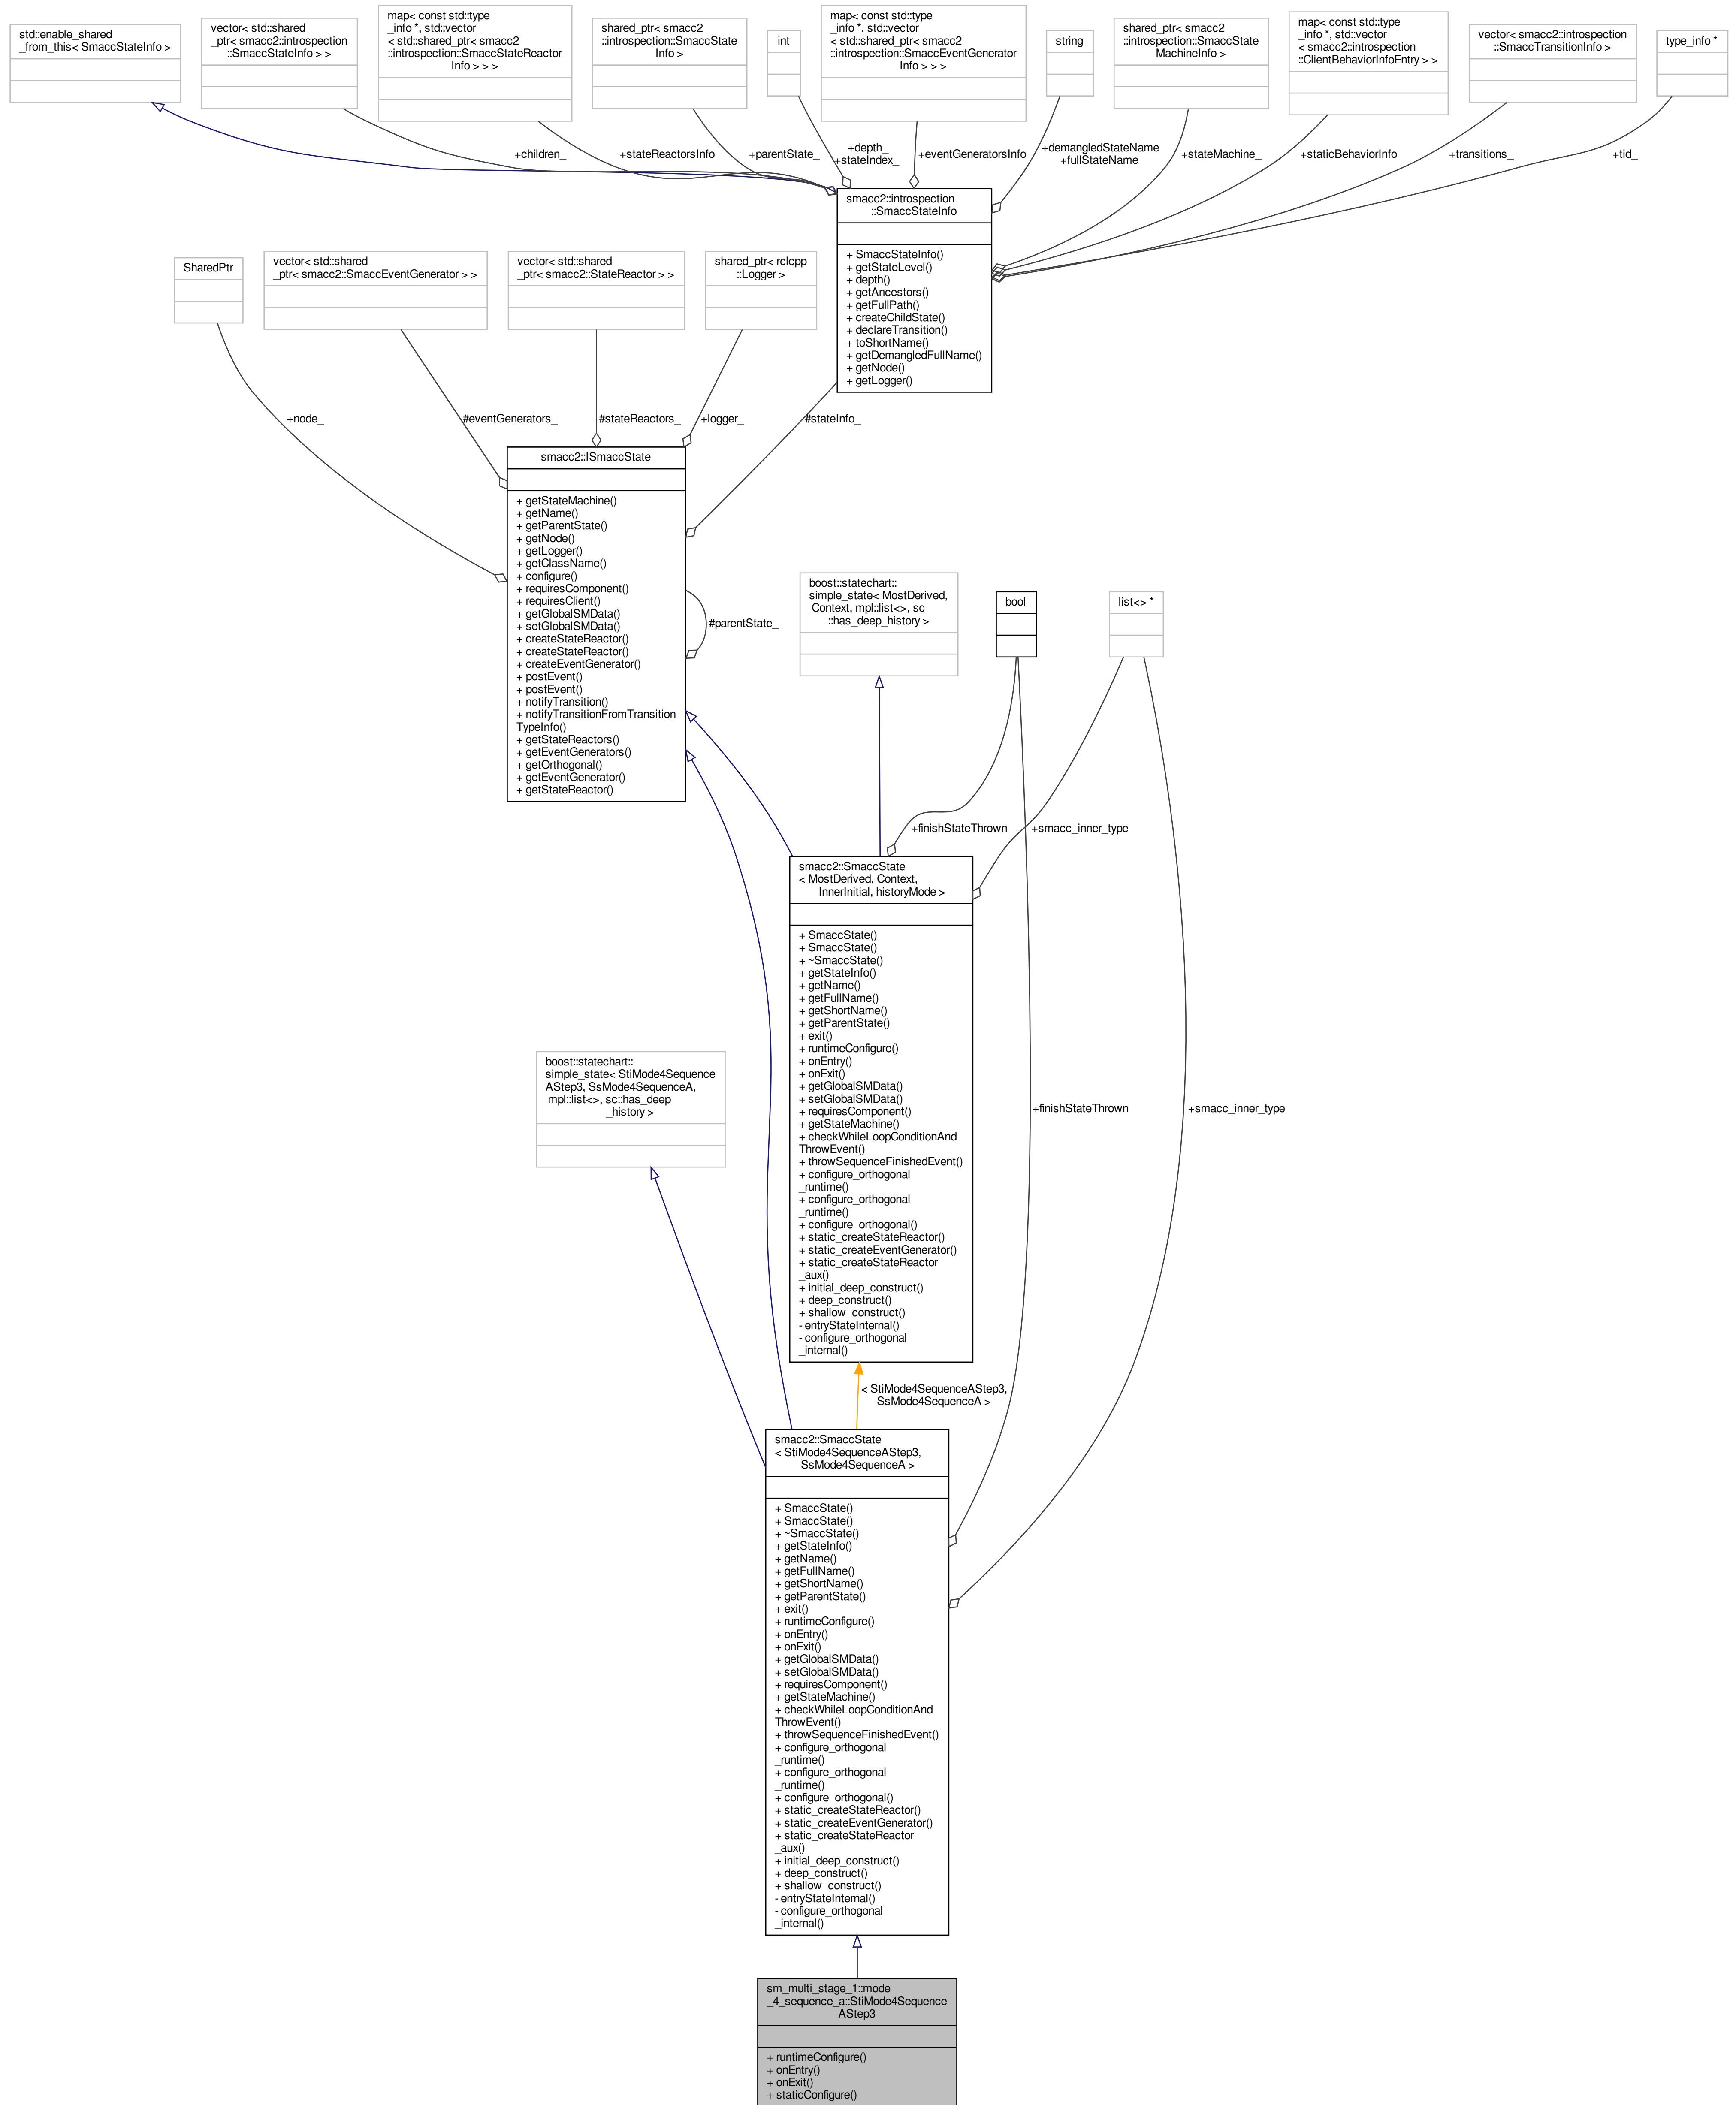 std::enable_shared
_from_this< SmaccStateInfo >
vector< std::shared
_ptr< smacc2::introspection
::SmaccStateInfo > >
map< const std::type
_info *, std::vector
< std::shared_ptr< smacc2
::introspection::SmaccStateReactor
Info > > >
shared_ptr< smacc2
::introspection::SmaccState
Info >
int
map< const std::type
_info *, std::vector
< std::shared_ptr< smacc2
::introspection::SmaccEventGenerator
Info > > >
string
shared_ptr< smacc2
::introspection::SmaccState
MachineInfo >
map< const std::type
_info *, std::vector
< smacc2::introspection
::ClientBehaviorInfoEntry > >
vector< smacc2::introspection
::SmaccTransitionInfo >
type_info *
+children_
+stateReactorsInfo
+parentState_
+depth_
+stateIndex_
+eventGeneratorsInfo
+demangledStateName
+fullStateName
+stateMachine_
+staticBehaviorInfo
+transitions_
+tid_
smacc2::introspection
::SmaccStateInfo
+ SmaccStateInfo()
+ getStateLevel()
+ depth()
+ getAncestors()
+ getFullPath()
+ createChildState()
+ declareTransition()
+ toShortName()
+ getDemangledFullName()
+ getNode()
+ getLogger()
SharedPtr
vector< std::shared
_ptr< smacc2::SmaccEventGenerator > >
vector< std::shared
_ptr< smacc2::StateReactor > >
shared_ptr< rclcpp
::Logger >
+node_
#eventGenerators_
#stateReactors_
+logger_
#stateInfo_
smacc2::ISmaccState
+ getStateMachine()
+ getName()
+ getParentState()
+ getNode()
+ getLogger()
+ getClassName()
+ configure()
+ requiresComponent()
+ requiresClient()
+ getGlobalSMData()
+ setGlobalSMData()
+ createStateReactor()
+ createStateReactor()
+ createEventGenerator()
+ postEvent()
+ postEvent()
+ notifyTransition()
+ notifyTransitionFromTransition
TypeInfo()
+ getStateReactors()
+ getEventGenerators()
+ getOrthogonal()
+ getEventGenerator()
+ getStateReactor()
#parentState_
boost::statechart::
simple_state< MostDerived,
Context, mpl::list<>, sc
::has_deep_history >
bool
list<> *
+finishStateThrown
+smacc_inner_type
smacc2::SmaccState
< MostDerived, Context,
InnerInitial, historyMode >
+ SmaccState()
+ SmaccState()
+ ~SmaccState()
+ getStateInfo()
+ getName()
+ getFullName()
+ getShortName()
+ getParentState()
+ exit()
+ runtimeConfigure()
+ onEntry()
+ onExit()
+ getGlobalSMData()
+ setGlobalSMData()
+ requiresComponent()
+ getStateMachine()
+ checkWhileLoopConditionAnd
ThrowEvent()
+ throwSequenceFinishedEvent()
+ configure_orthogonal
_runtime()
+ configure_orthogonal
_runtime()
+ configure_orthogonal()
+ static_createStateReactor()
+ static_createEventGenerator()
+ static_createStateReactor
_aux()
+ initial_deep_construct()
+ deep_construct()
+ shallow_construct()
- entryStateInternal()
- configure_orthogonal
_internal()
boost::statechart::
simple_state< StiMode4Sequence
AStep3, SsMode4SequenceA,
mpl::list<>, sc::has_deep
_history >
+finishStateThrown
+smacc_inner_type
< StiMode4SequenceAStep3,
SsMode4SequenceA >
smacc2::SmaccState
< StiMode4SequenceAStep3,
SsMode4SequenceA >
+ SmaccState()
+ SmaccState()
+ ~SmaccState()
+ getStateInfo()
+ getName()
+ getFullName()
+ getShortName()
+ getParentState()
+ exit()
+ runtimeConfigure()
+ onEntry()
+ onExit()
+ getGlobalSMData()
+ setGlobalSMData()
+ requiresComponent()
+ getStateMachine()
+ checkWhileLoopConditionAnd
ThrowEvent()
+ throwSequenceFinishedEvent()
+ configure_orthogonal
_runtime()
+ configure_orthogonal
_runtime()
+ configure_orthogonal()
+ static_createStateReactor()
+ static_createEventGenerator()
+ static_createStateReactor
_aux()
+ initial_deep_construct()
+ deep_construct()
+ shallow_construct()
- entryStateInternal()
- configure_orthogonal
_internal()
sm_multi_stage_1::mode
_4_sequence_a::StiMode4Sequence
AStep3
+ runtimeConfigure()
+ onEntry()
+ onExit()
+ staticConfigure()